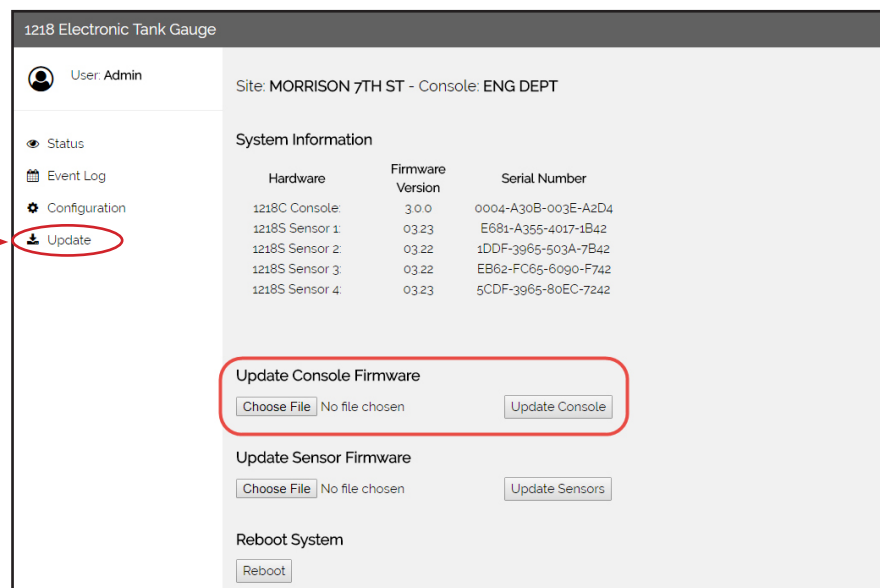 1218 Electronic Tank Gauge
User: Admin
Status
Event Log
Configuration
Update
Site: MORRISON 7TH ST - Console: ENG DEPT
System Information
Hardware Firmware Version Serial Number
1218C Console: 3.0.0 0004-A30B-003E-A2D4
1218S Sensor 1: 03.23 E681-A355-4017-1B42
1218S Sensor 2: 03.22 1DDF-3965-503A-7B42
1218S Sensor 3: 03.22 EB62-FC65-6090-F742
1218S Sensor 4: 03.23 5CDF-3965-80EC-7242
Update Console Firmware
Choose File No file chosen Update Console
Update Sensor Firmware
Choose File No file chosen Update Sensors
Reboot System
Reboot